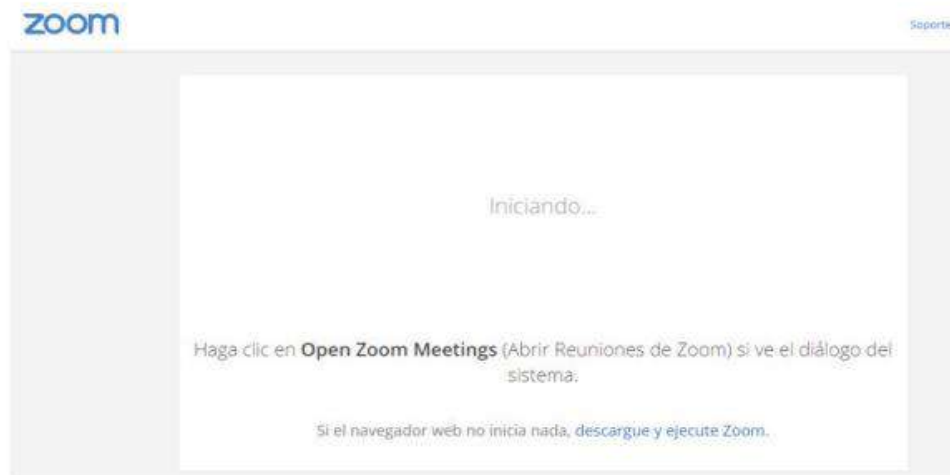 zoom
Soporte
Iniciando...
Haga clic en Open Zoom Meetings (Abrir Reuniones de Zoom) si ve el diálogo del
sistema.
Si el navegador web no inicia nada, descargue y ejecute Zoom.